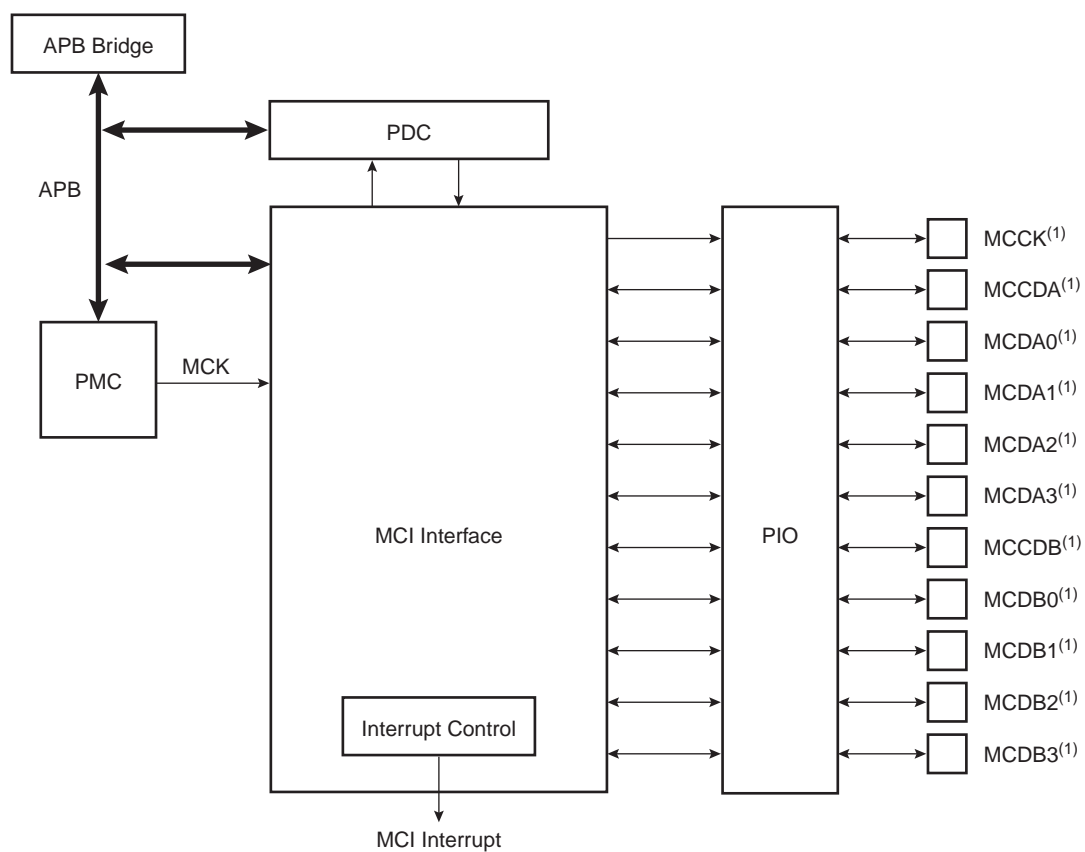 APB Bridge
PDC
APB
MCCK(1)
MCCDA(1)
MCDA0(1)
PMC
MCK
MCDA1(1)
MCDA2(1)
MCDA3(1)
MCI Interface
PIO
MCCDB(1)
MCDB0(1)
MCDB1(1)
MCDB2(1)
Interrupt Control
MCDB3(1)
MCI Interrupt